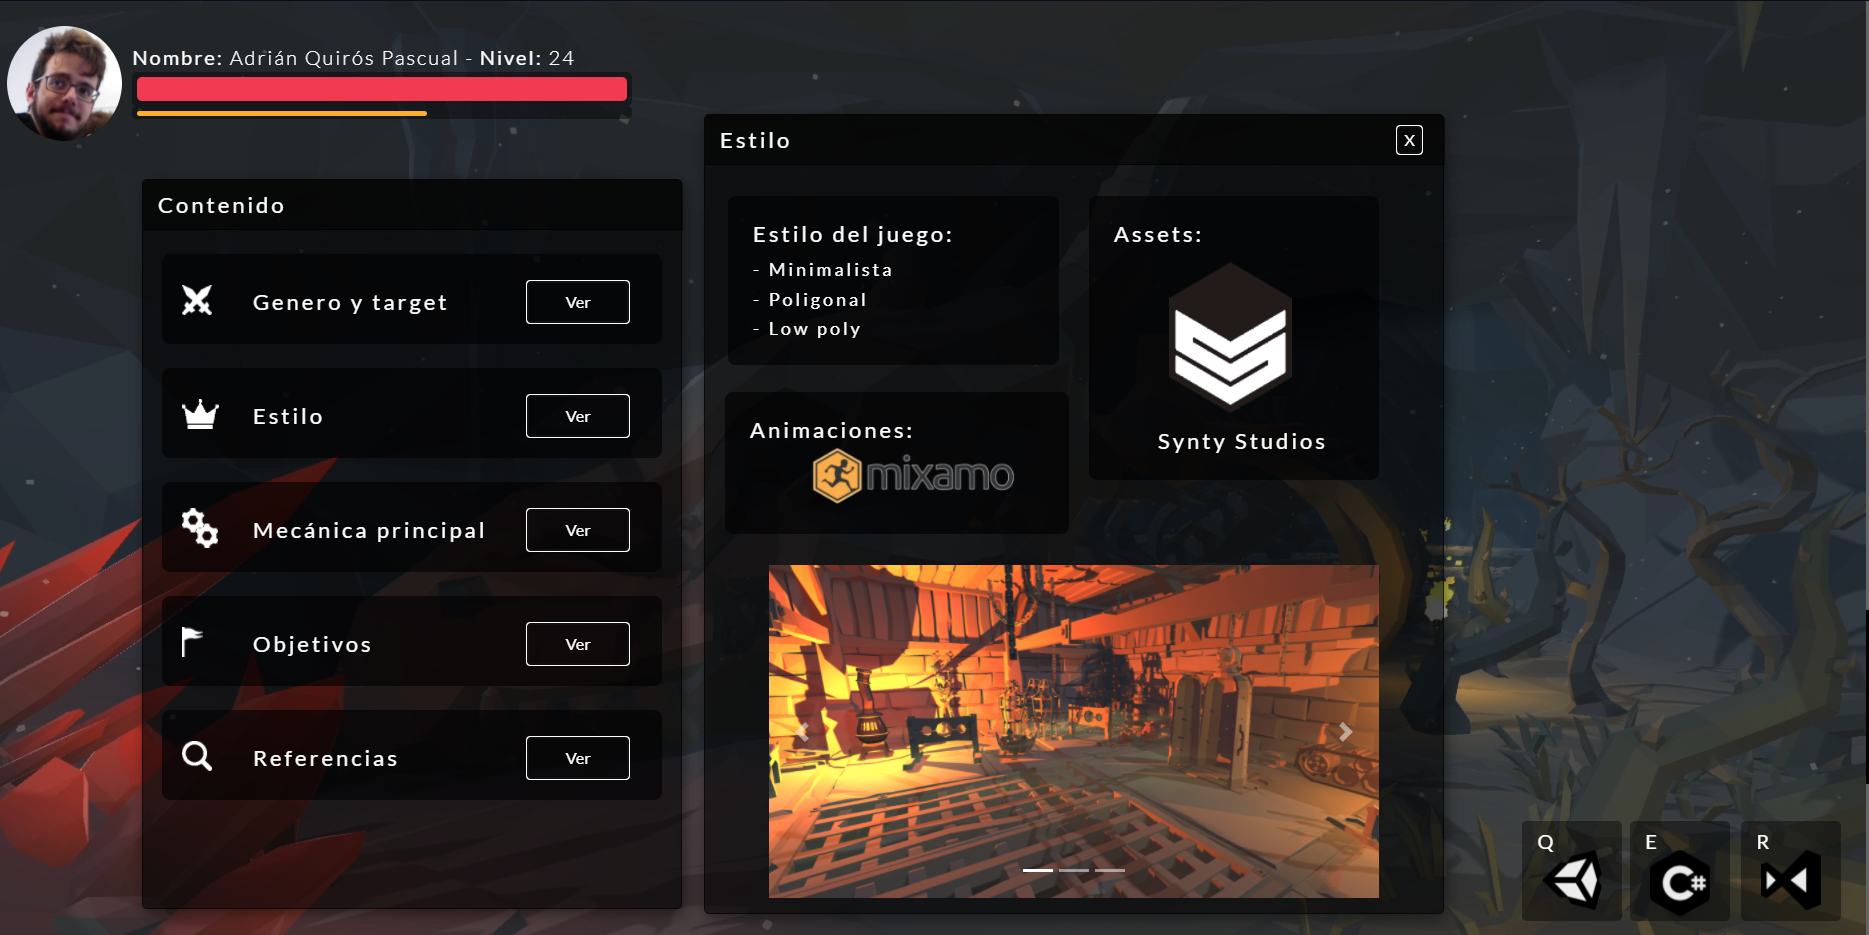 Nombre: Adrián Quirós Pascual - Nivel: 24
Contenido
Genero y target
Ver
Estilo
Ver
Mecánica principal
Ver
Objetivos
Ver
Referencias
Ver
Estilo
X
Estilo del juego:
- Minimalista
- Poligonal
- Low poly
Assets:
Synty Studios
Animaciones:
mixamo
Q
E
C#
R